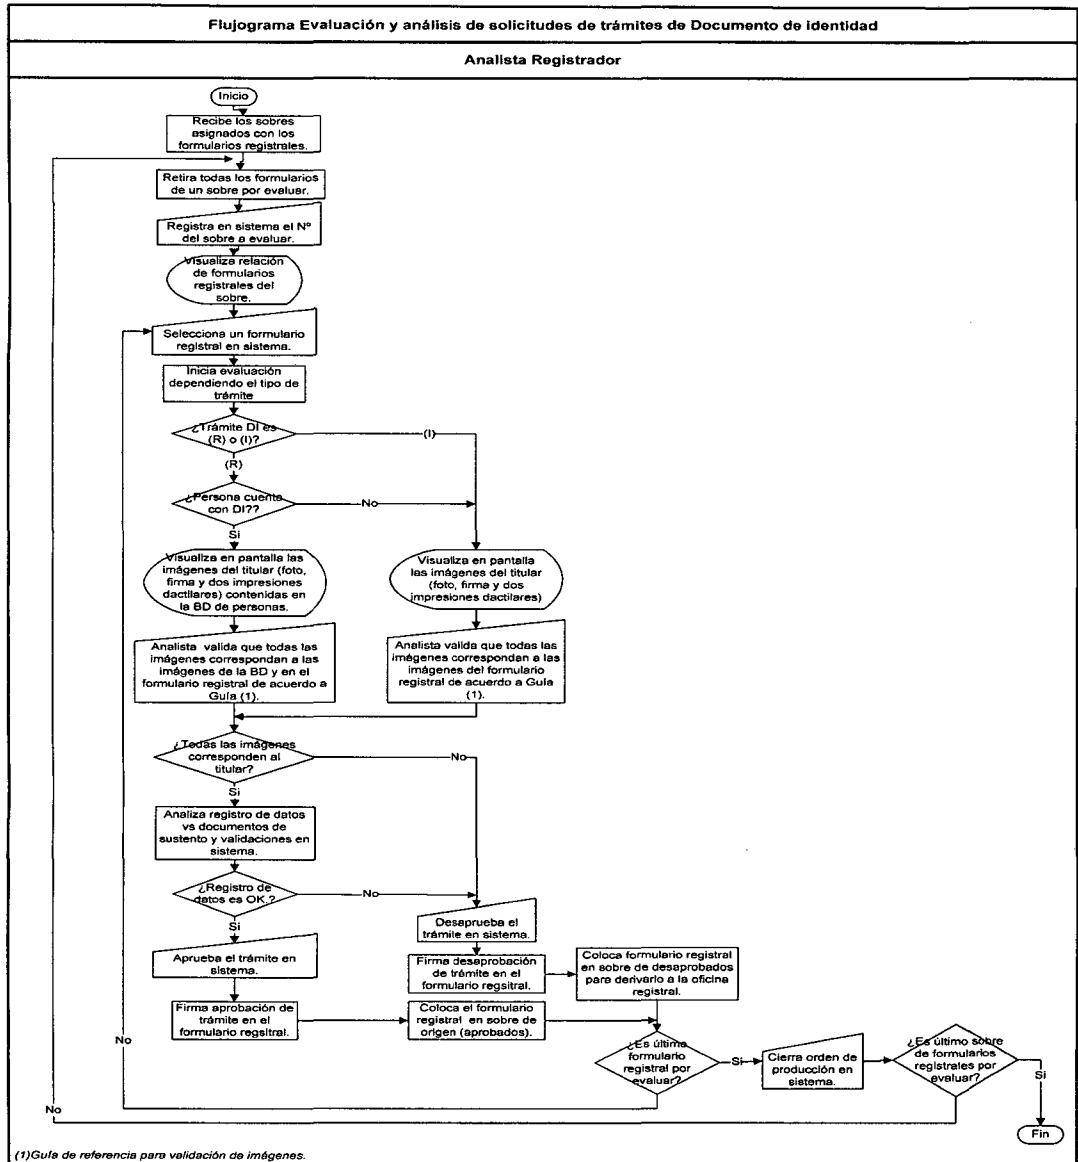 Flujograma Evaluación y análisis de solicitudes de trámites de Documento de identidad
Analista Registrador
Inicio
Recibe los sobres
asignados con los
formularios registrales.
Retira todas los formularios
de un sobre por evaluar.
Registra en sistema el Nº
del sobre a evaluar.
Visualiza relación
de formularios
registrales del
sobre.
Selecciona un formulario
registral en sistema.
Inicia evaluación
dependiendo el tipo de
trámite
¿Trámite DI es
(R) o (I)?
(I)
(R)
¿Persona cuenta
con DI??
No
Si
Visualiza en pantalla las
imágenes del titular (foto,
firma y dos impresiones
dactilares) contenidas en
la BD de personas.
Visualiza en pantalla
las imágenes del titular
(foto, firma y dos
impresiones dactilares)
Analista valida que todas las
imágenes correspondan a las
imágenes de la BD y en el
formulario registral de acuerdo a
Guía (1).
Analista valida que todas las
imágenes correspondan a las
imágenes del formulario
registral de acuerdo a Guía
(1).
¿Todas las imágenes
corresponden al
titular?
No
Si
Analiza registro de datos
vs documentos de
sustento y validaciones en
sistema.
¿Registro de
datos es OK.?
No
Si
Desaprueba el
trámite en sistema.
Aprueba el trámite en
sistema.
Firma desaprobación
de trámite en el
formulario regsitral.
Coloca formulario registral
en sobre de desaprobados
para derivarlo a la oficina
registral.
Firma aprobación de
trámite en el
formulario regsitral.
Coloca el formulario
registral en sobre de
origen (aprobados).
No
¿Es último
formulario
registral por
evaluar?
Si
Cierra orden de
producción en
sistema.
¿Es último sobre
de formularios
registrales por
evaluar?
Si
No
Fin
(1)Guía de referencia para validación de imágenes.